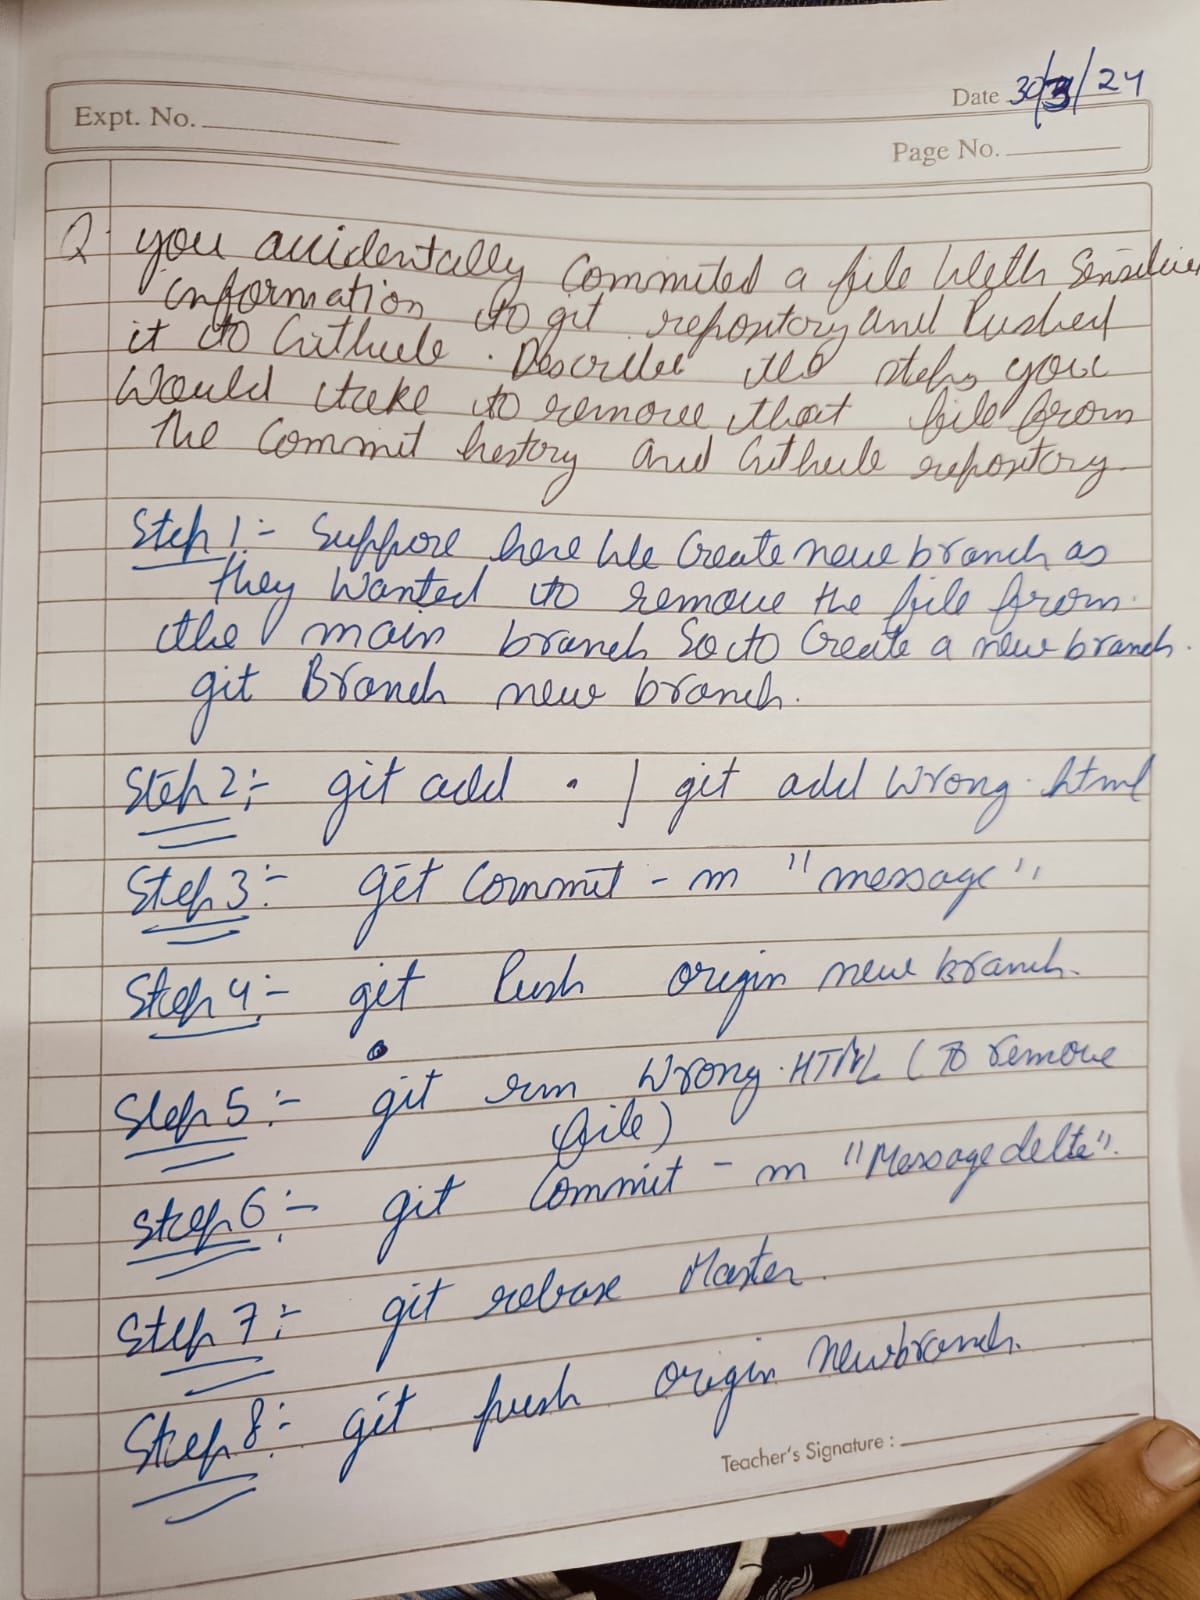 Date 30/3/24
Expt. No.
Page No.
Q. you accidentally Commited a file With Sensitive
information to git repository and Pushed
it to Github. Describe the steps you
Would take to remove that file from
the Commit history and Github repository.
Step 1:- Suppose here We Create new branch as
they wanted to remove the file from
the main branch So to Create a new branch.
git Branch new branch.
Step 2:- git add . / git add Wrong.html
Step 3:- git Commit -m "message"
Step 4:- git Push origin new branch.
Step 5:- git rm Wrong.HTML (To remove
file)
Step 6:- git Commit -m "Message delte".
Step 7:- git rebase Master.
Step 8:- git push origin newbranch.
Teacher's Signature :